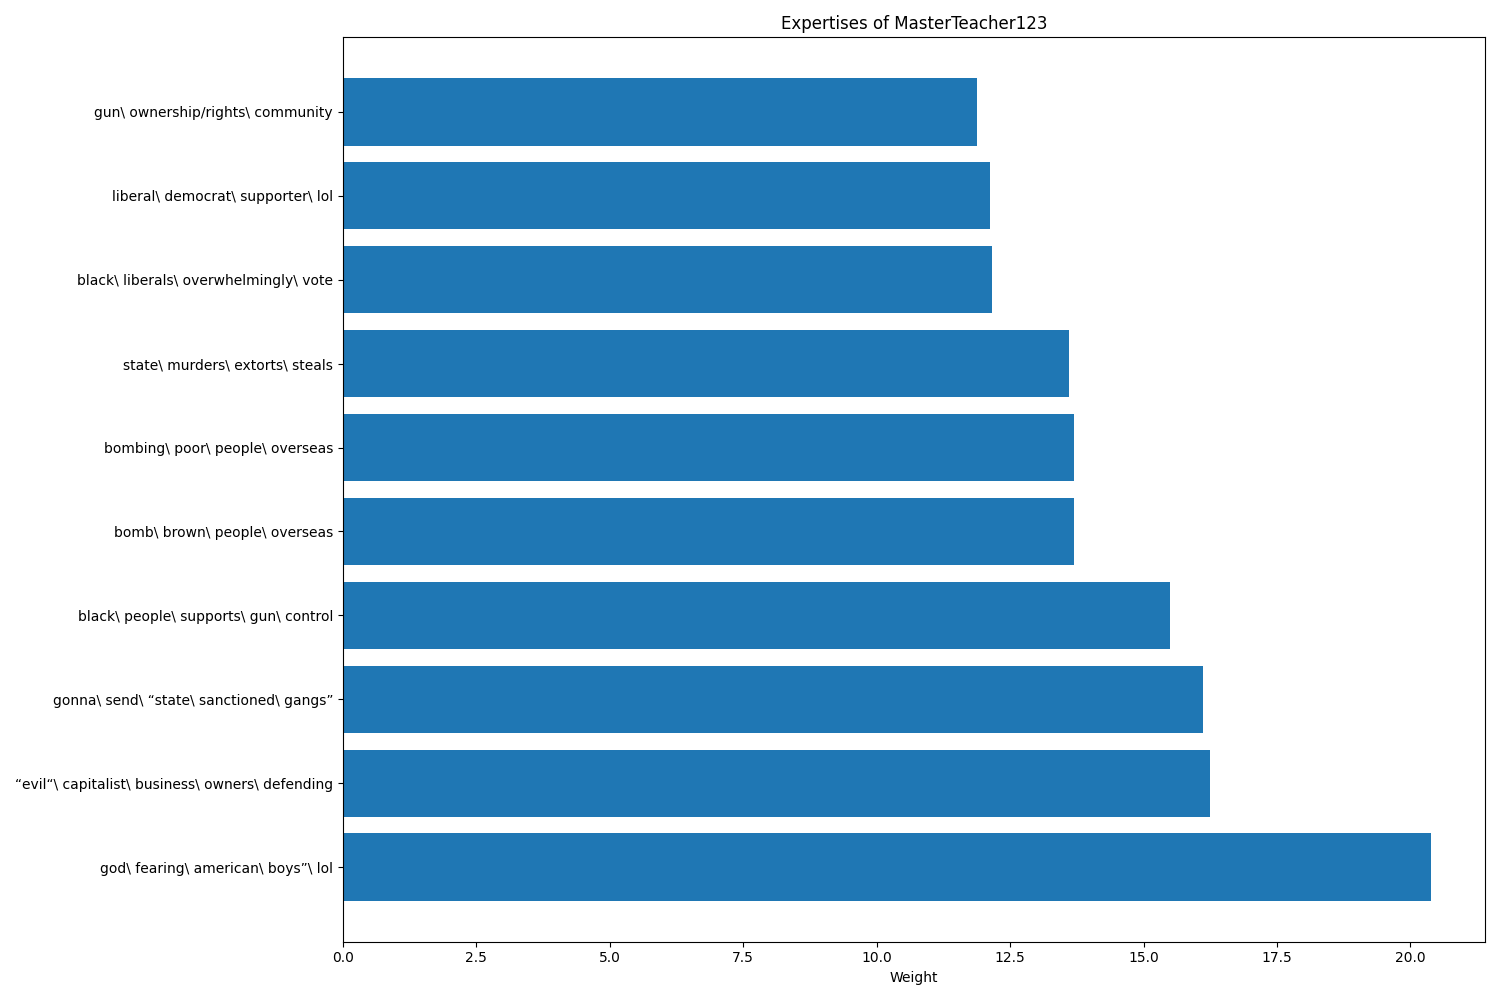 Expertises of MasterTeacher123
gun\ ownership/rights\ community
liberal\ democrat\ supporter\ lol
black\ liberals\ overwhelmingly\ vote
state\ murders\ extorts\ steals
bombing\ poor\ people\ overseas
bomb\ brown\ people\ overseas
black\ people\ supports\ gun\ control
gonna\ send\ “state\ sanctioned\ gangs”
“evil“\ capitalist\ business\ owners\ defending
god\ fearing\ american\ boys”\ lol
0.0 2.5 5.0 7.5 10.0 12.5 15.0 17.5 20.0
Weight